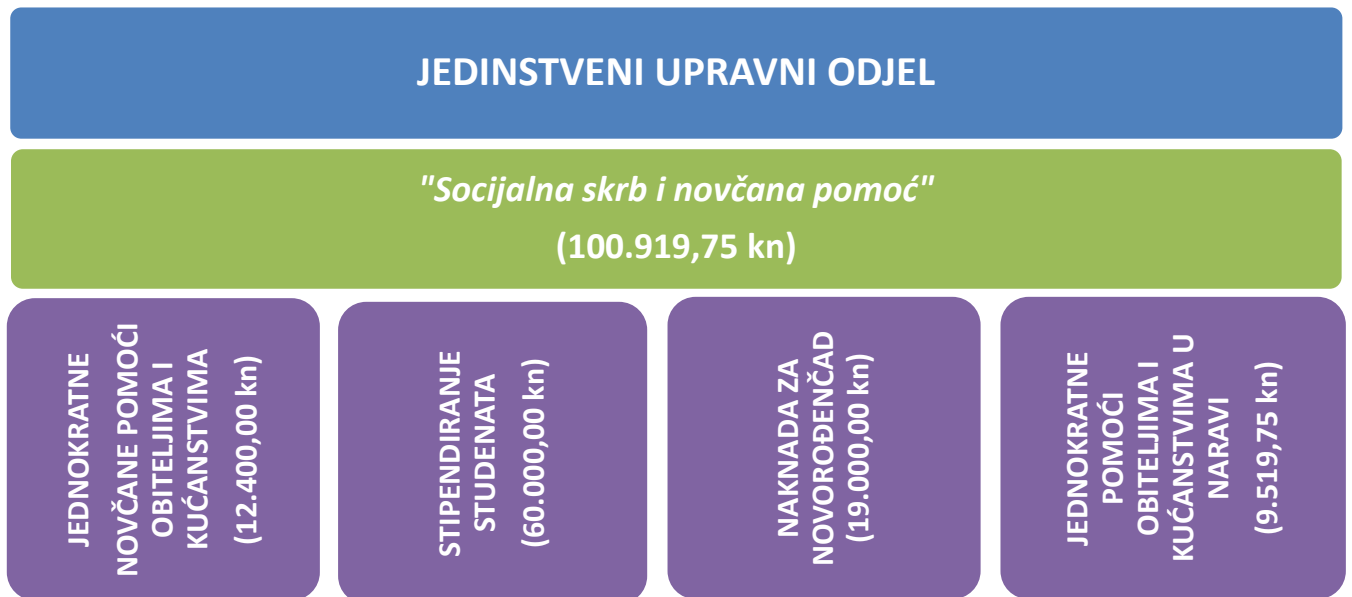 JEDINSTVENI UPRAVNI ODJEL
"Socijalna skrb i novčana pomoć"
(100.919,75 kn)
JEDNOKRATNE
NOVČANE POMOĆI
OBITELJIMA I
KUĆANSTVIMA
(12.400,00 kn)
STIPENDIRANJE
STUDENATA
(60.000,00 kn)
NAKNADA ZA
NOVOROĐENČAD
(19.000,00 kn)
JEDNOKRATNE
POMOĆI
OBITELJIMA I
KUĆANSTVIMA U
NARAVI
(9.519,75 kn)